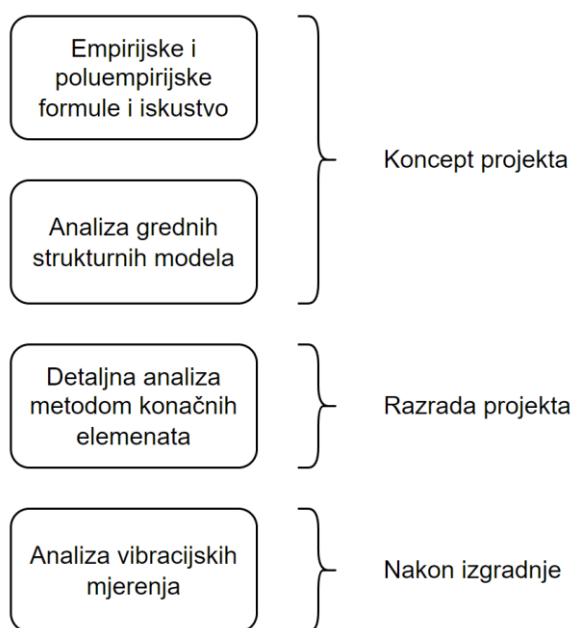 Empirijske i
poluempirijske
formule i iskustvo
Analiza grednih
strukturnih modela
Koncept projekta
Detaljna analiza
metodom konačnih
elemenata
Razrada projekta
Analiza vibracijskih
mjerenja
Nakon izgradnje